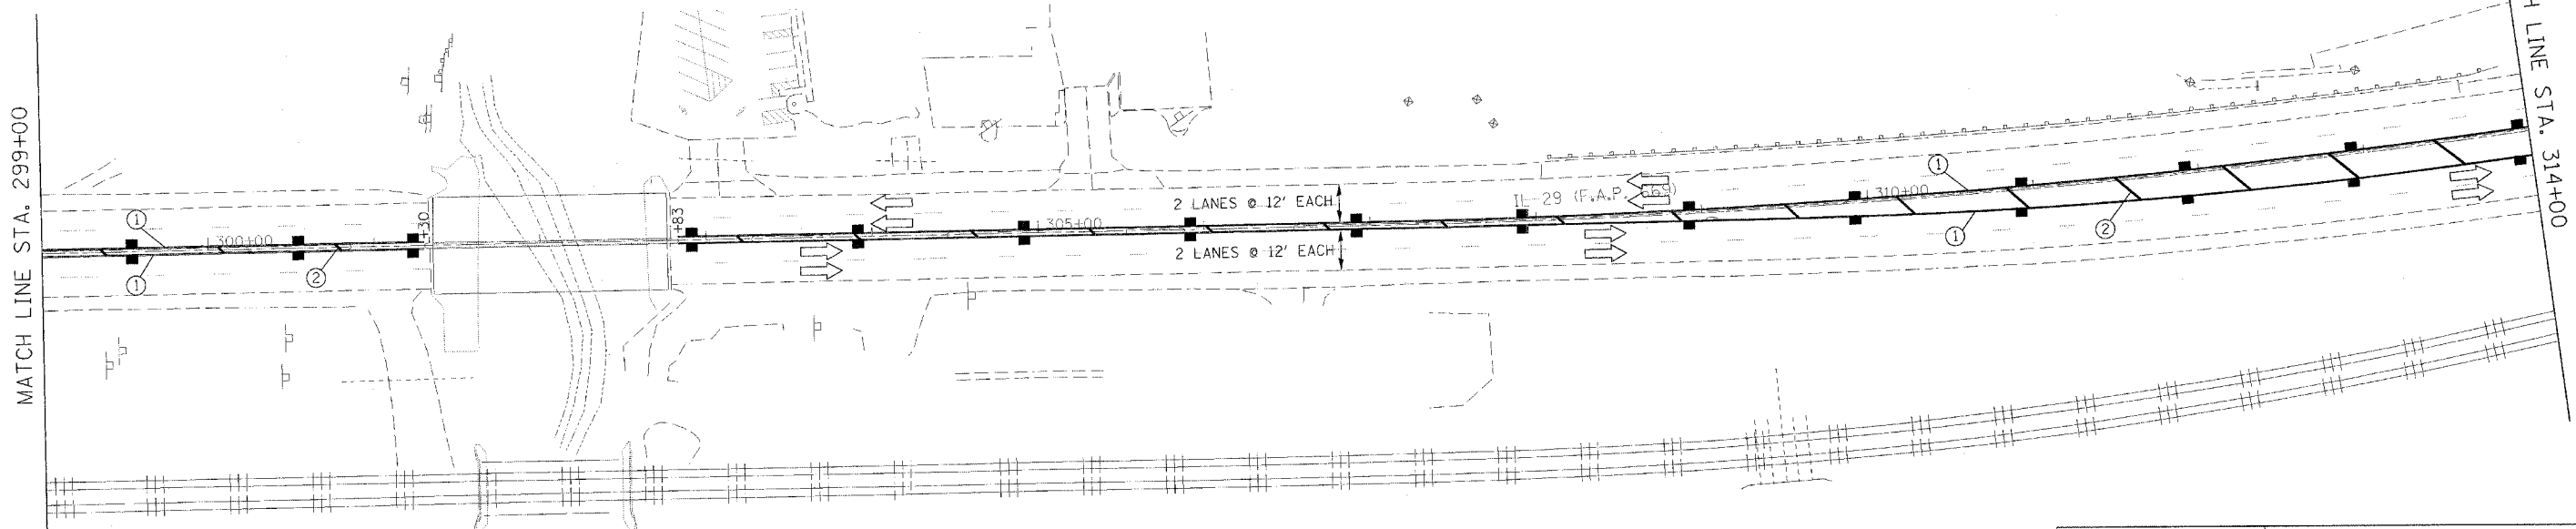 MATCH LINE STA. 299+00
1
1
300+00
2
+30
+83
305+00
2 LANES @ 12' EACH
2 LANES @ 12' EACH
IL 29 (F.A.P. 669)
310+00
1
1
2
H LINE STA. 314+00